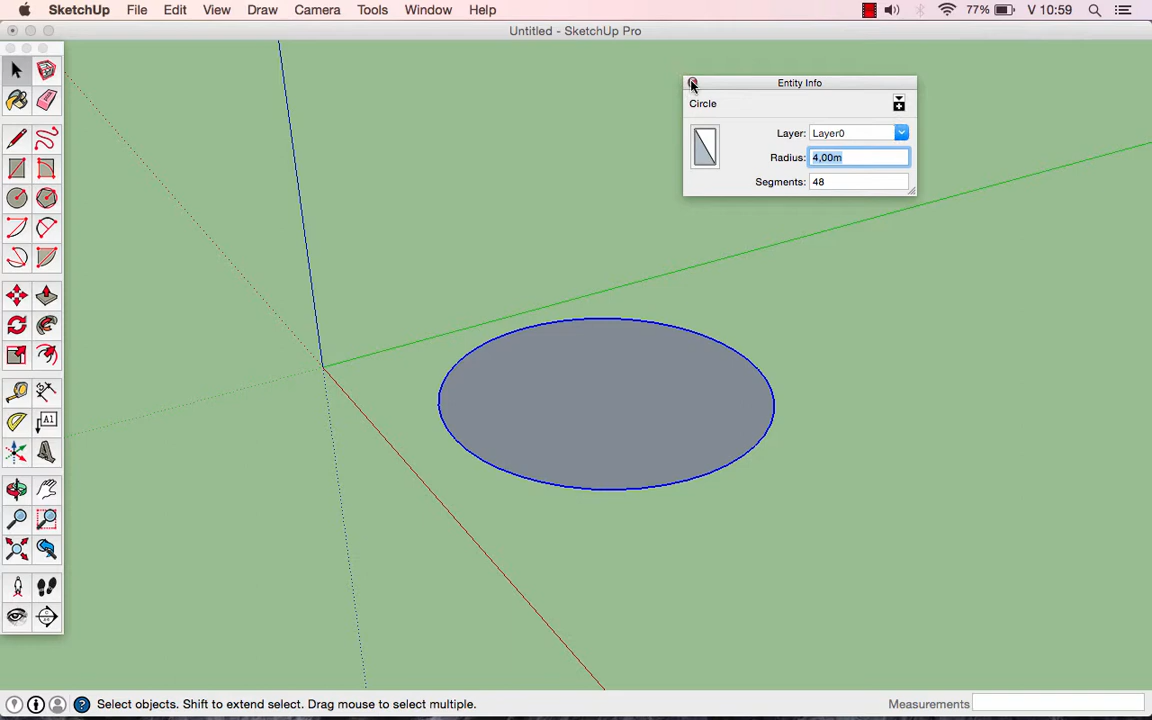 SketchUp File Edit View Draw Camera Tools Window Help 77% V 10:59
Untitled - SketchUp Pro
Entity Info
Circle
Layer: Layer0
Radius: 4,00m
Segments: 48
A1
Select objects. Shift to extend select. Drag mouse to select multiple. Measurements